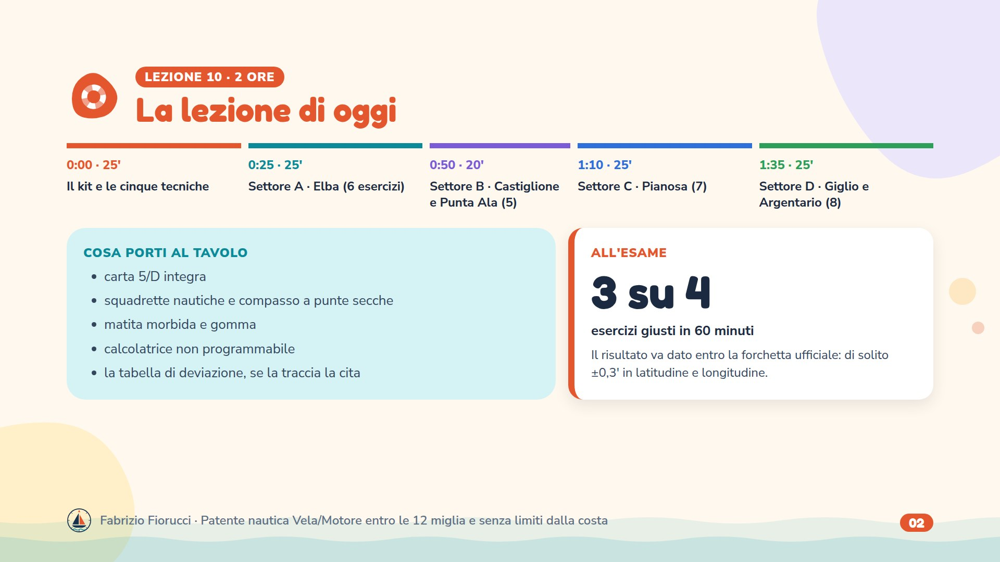 LEZIONE 10 · 2 ORE
La lezione di oggi
0:00 · 25'
Il kit e le cinque tecniche
0:25 · 25'
Settore A · Elba (6 esercizi)
0:50 · 20'
Settore B · Castiglione
e Punta Ala (5)
1:10 · 25'
Settore C · Pianosa (7)
1:35 · 25'
Settore D · Giglio e
Argentario (8)
COSA PORTI AL TAVOLO
• carta 5/D integra
• squadrette nautiche e compasso a punte secche
• matita morbida e gomma
• calcolatrice non programmabile
• la tabella di deviazione, se la traccia la cita
ALL'ESAME
3 su 4
esercizi giusti in 60 minuti
Il risultato va dato entro la forchetta ufficiale: di solito
±0,3' in latitudine e longitudine.
Fabrizio Fiorucci · Patente nautica Vela/Motore entro le 12 miglia e senza limiti dalla costa
02